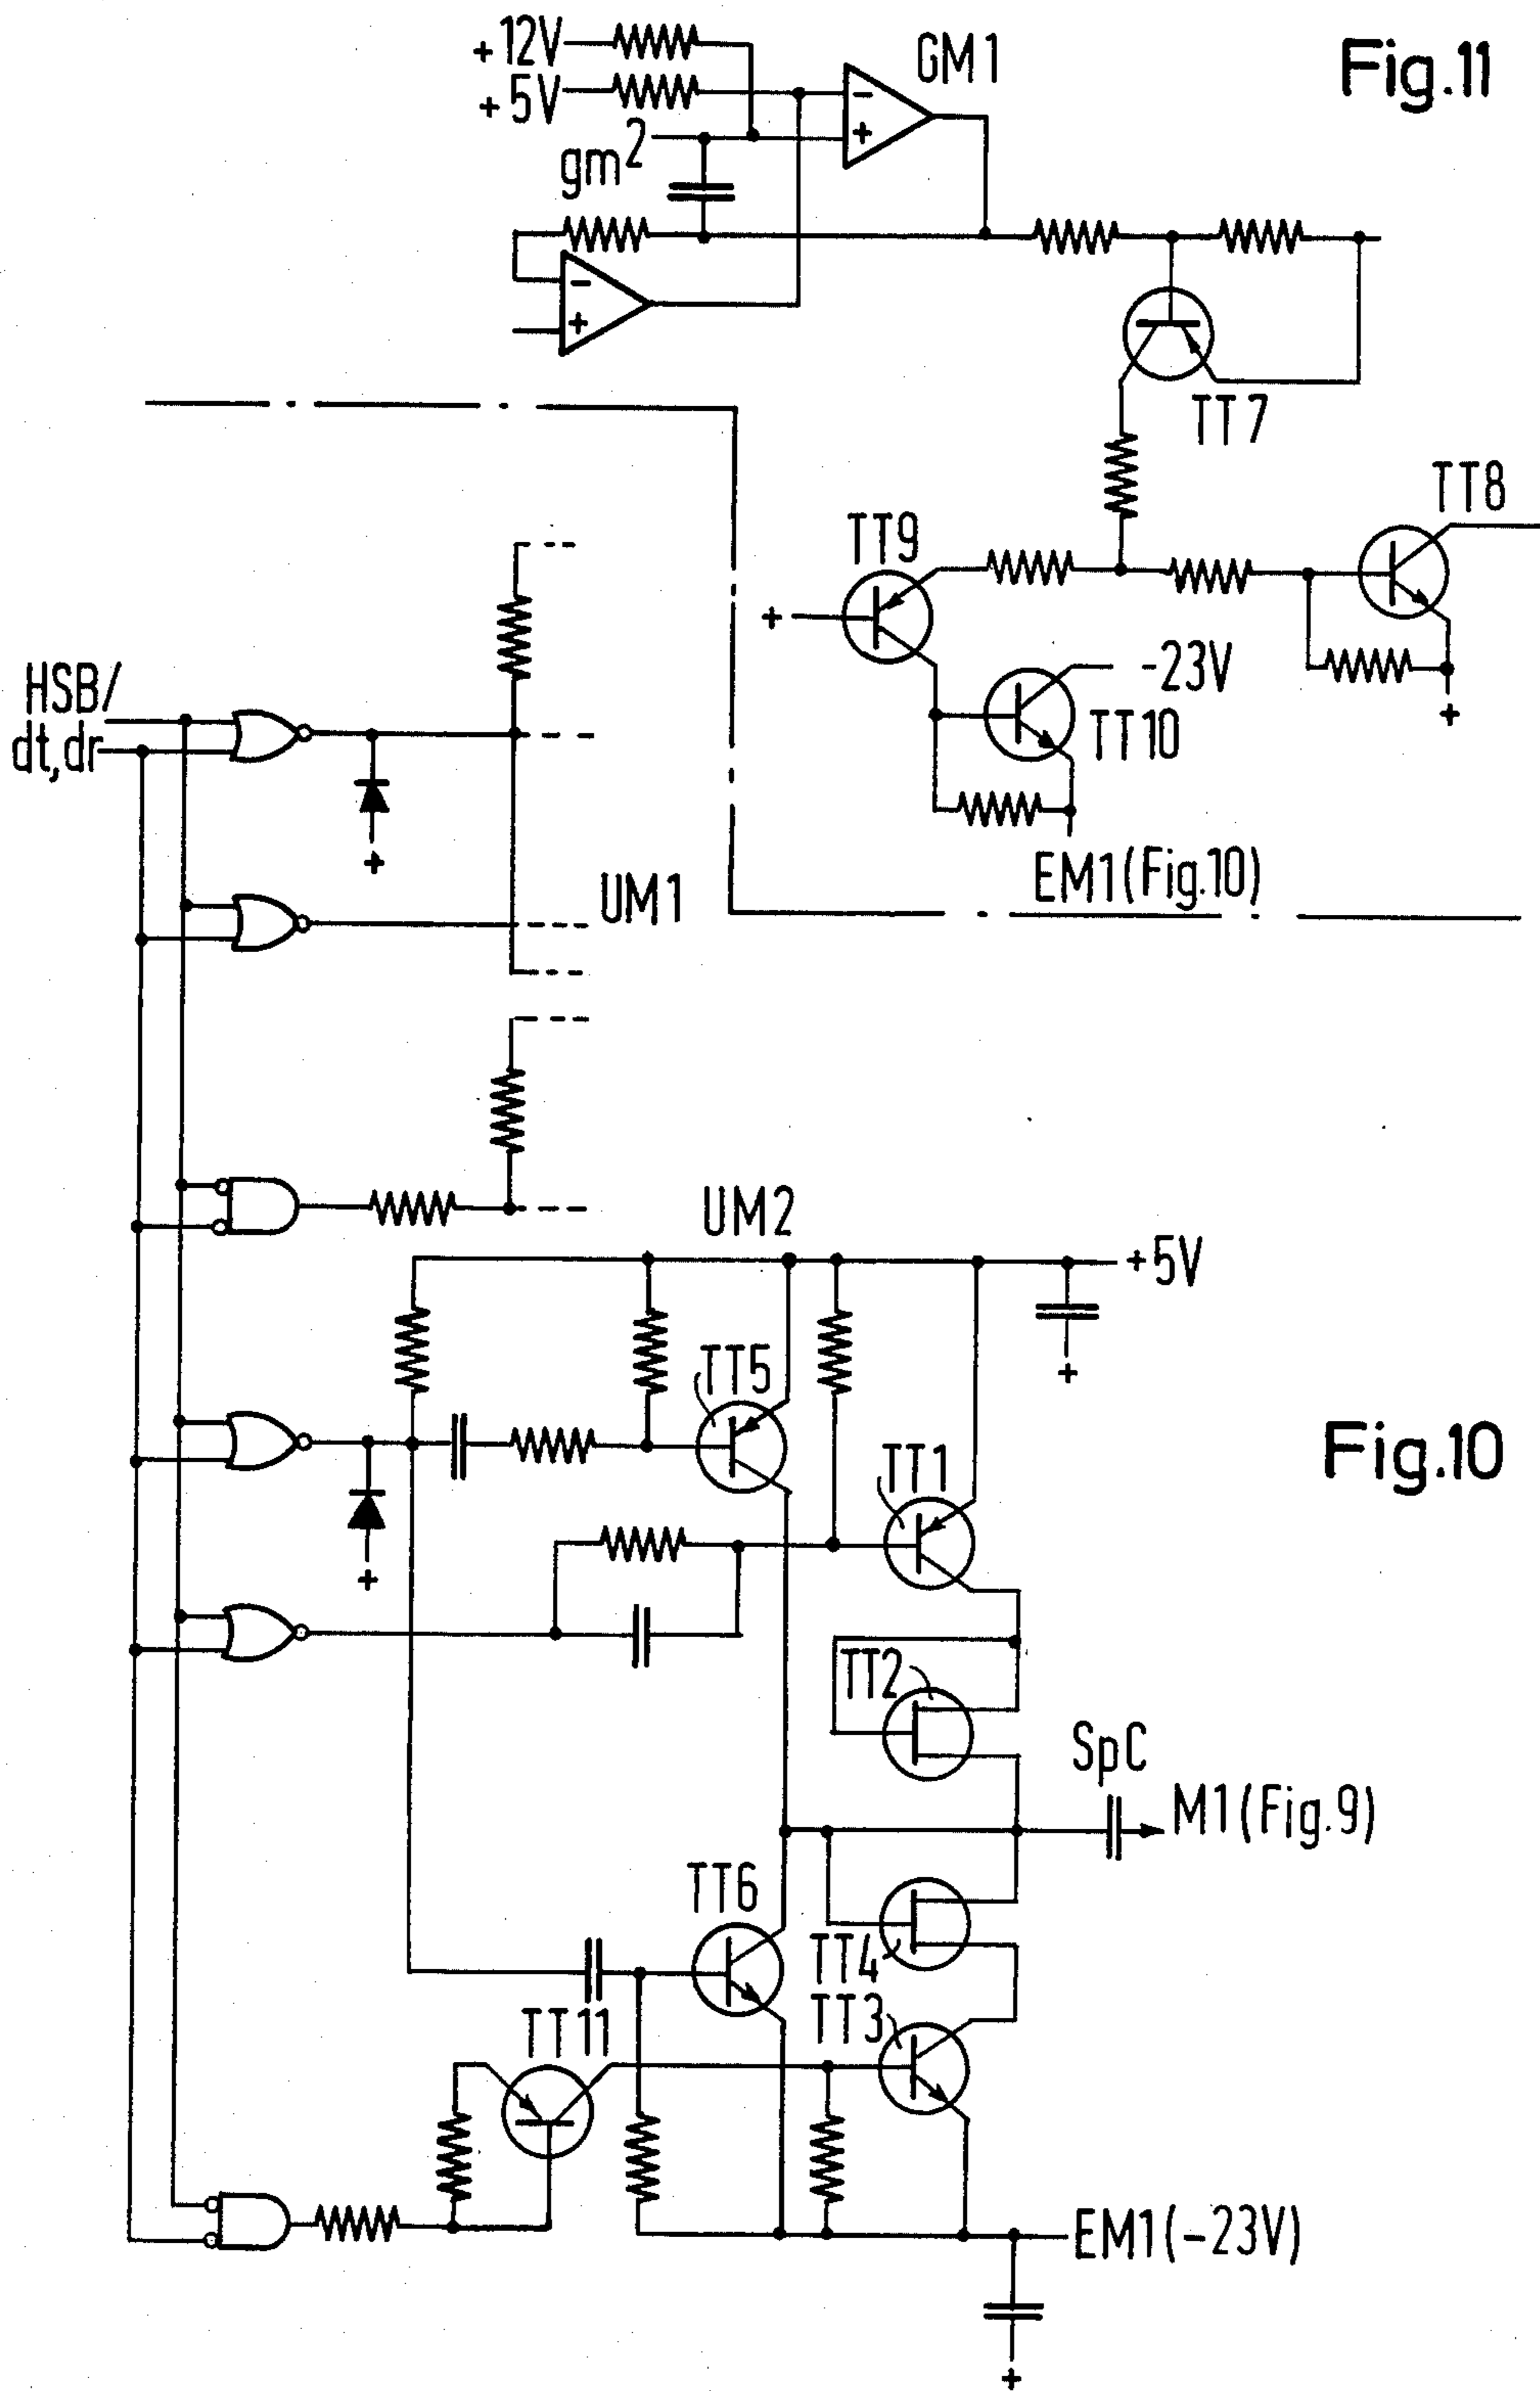 Fig.11
+12V
GM1
+5V
-
+
gm2
-
+
TT7
TT8
TT9
+
-23V
TT10
+
EM1(Fig.10)
HSB/
dt,dr
+
UM1
UM2
+5V
+
TT5
Fig.10
TT1
+
TT2
SpC
M1(Fig.9)
TT6
TT4
TT3
TT11
EM1(-23V)
+